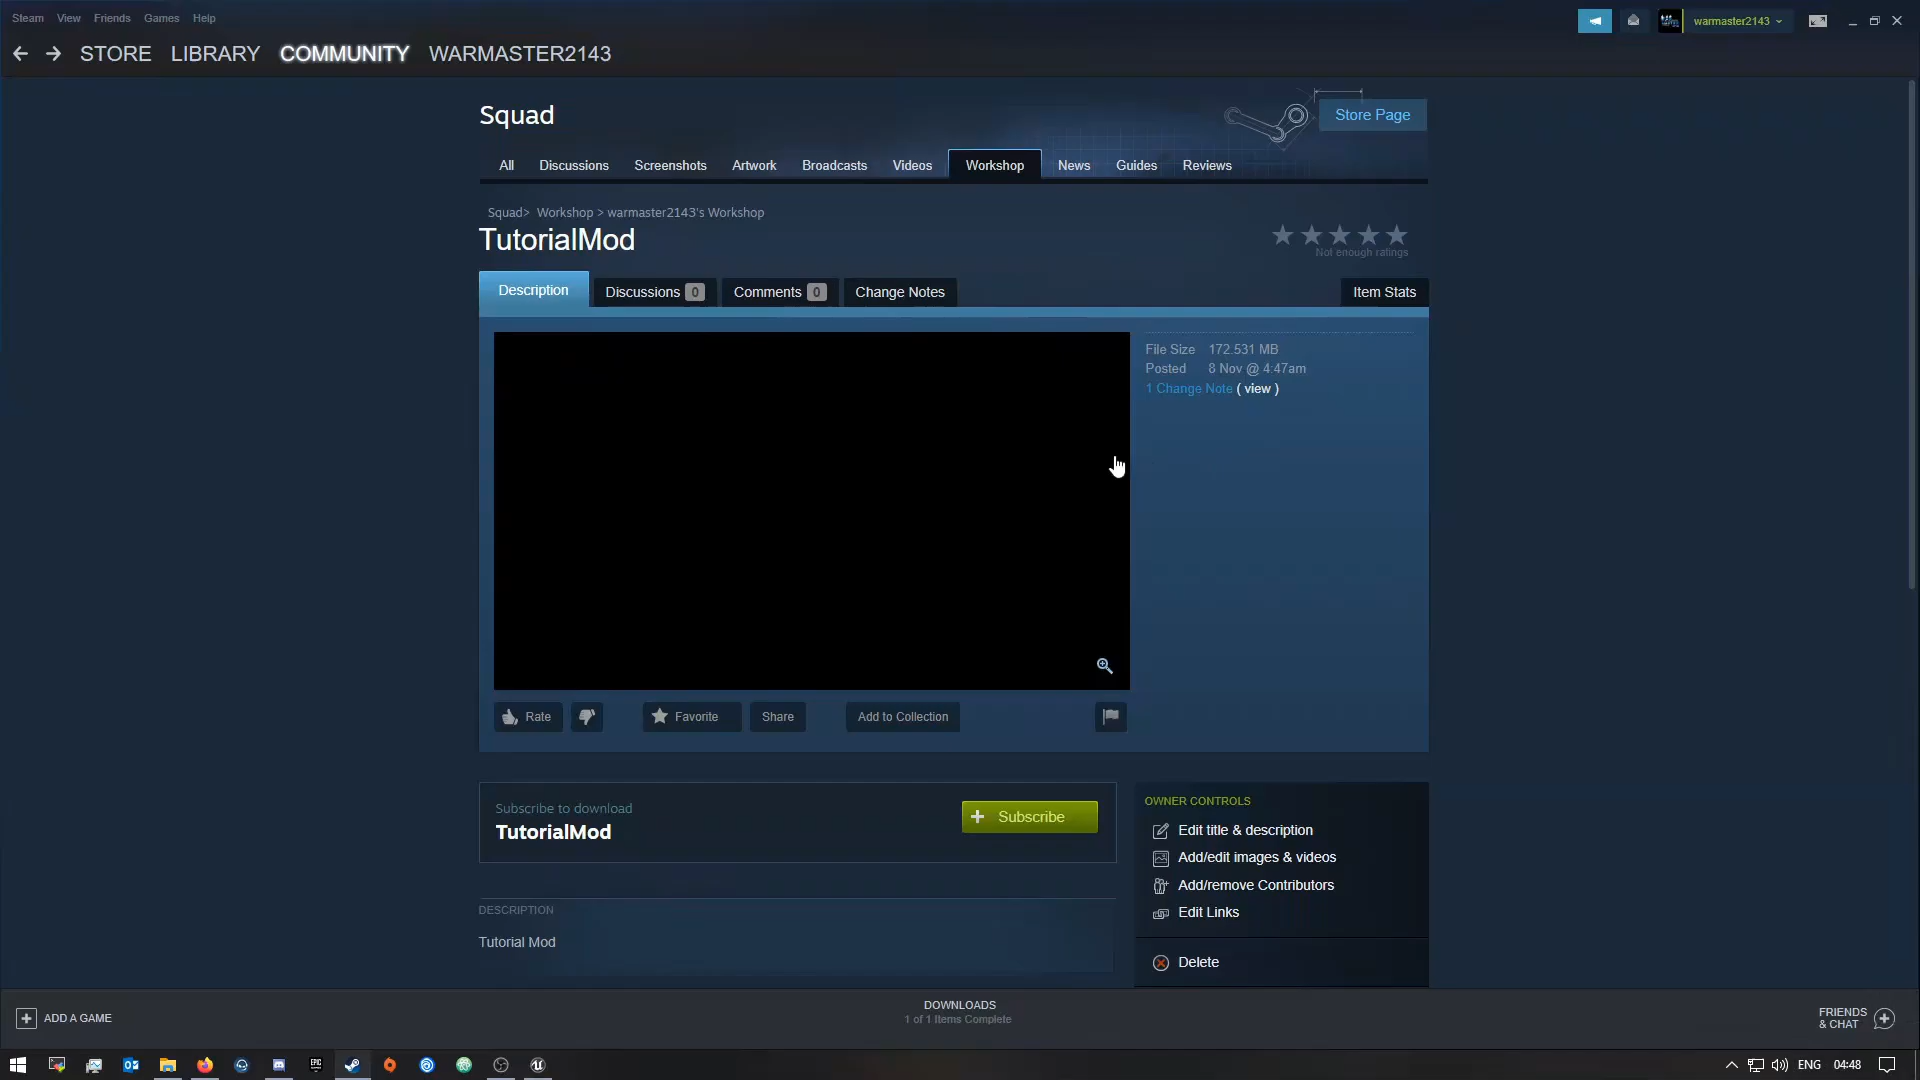 Steam View Friends Games Help
warmaster2143
STORE LIBRARY COMMUNITY WARMASTER2143
Squad
Store Page
All Discussions Screenshots Artwork Broadcasts Videos Workshop News Guides Reviews
Squad> Workshop > warmaster2143's Workshop
TutorialMod
Not enough ratings
Description Discussions 0 Comments 0 Change Notes Item Stats
File Size 172.531 MB
Posted 8 Nov @ 4:47am
1 Change Note ( view )
Rate Favorite Share Add to Collection
Subscribe to download
TutorialMod
Subscribe
OWNER CONTROLS
Edit title & description
Add/edit images & videos
Add/remove Contributors
Edit Links
Delete
DESCRIPTION
Tutorial Mod
ADD A GAME
DOWNLOADS
1 of 1 Items Complete
FRIENDS
& CHAT
EPIC
ENG 04:48